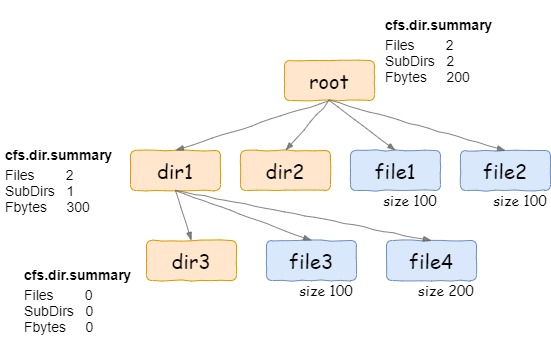 cfs.dir.summary
Files 2
SubDirs 2
Fbytes 200
root
cfs.dir.summary
Files 2
SubDirs 1
Fbytes 300
dir1
dir2
file1
file2
size 100
size 100
dir3
file3
file4
cfs.dir.summary
Files 0
SubDirs 0
Fbytes 0
size 100
size 200